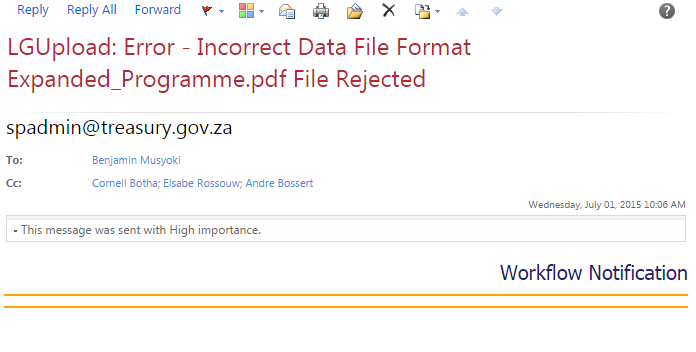 Reply Reply All Forward
LGUpload: Error - Incorrect Data File Format
Expanded_Programme.pdf File Rejected
spadmin@treasury.gov.za
To: Benjamin Musyoki
Cc: Cornell Botha; Elsabe Rossouw; Andre Bossert
Wednesday, July 01, 2015 10:06 AM
- This message was sent with High importance.
Workflow Notification